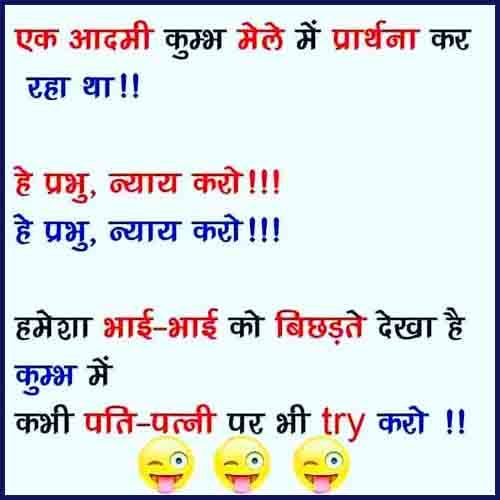 एक आदमी कुम्भ मेले में प्रार्थना कर
रहा था!!
हे प्रभु, न्याय करो!!!
हे प्रभु, न्याय करो!!!
हमेशा भाई-भाई को बिछड़ते देखा है
कुम्भ में
कभी पति-पत्नी पर भी try करो !!